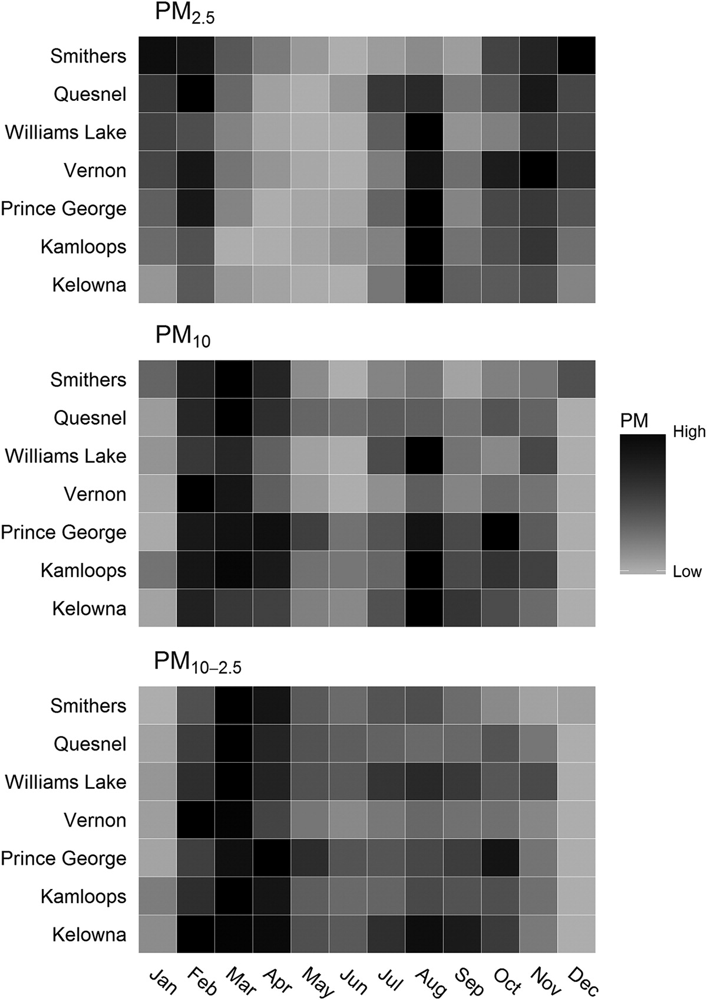 PM2.5
Smithers
Quesnel
Williams Lake
Vernon
Prince George
Kamloops
Kelowna
PM10
Smithers
Quesnel
Williams Lake
Vernon
Prince George
Kamloops
Kelowna
PM
High
Low
PM10–2.5
Smithers
Quesnel
Williams Lake
Vernon
Prince George
Kamloops
Kelowna
Jan Feb Mar Apr May Jun Jul Aug Sep Oct Nov Dec